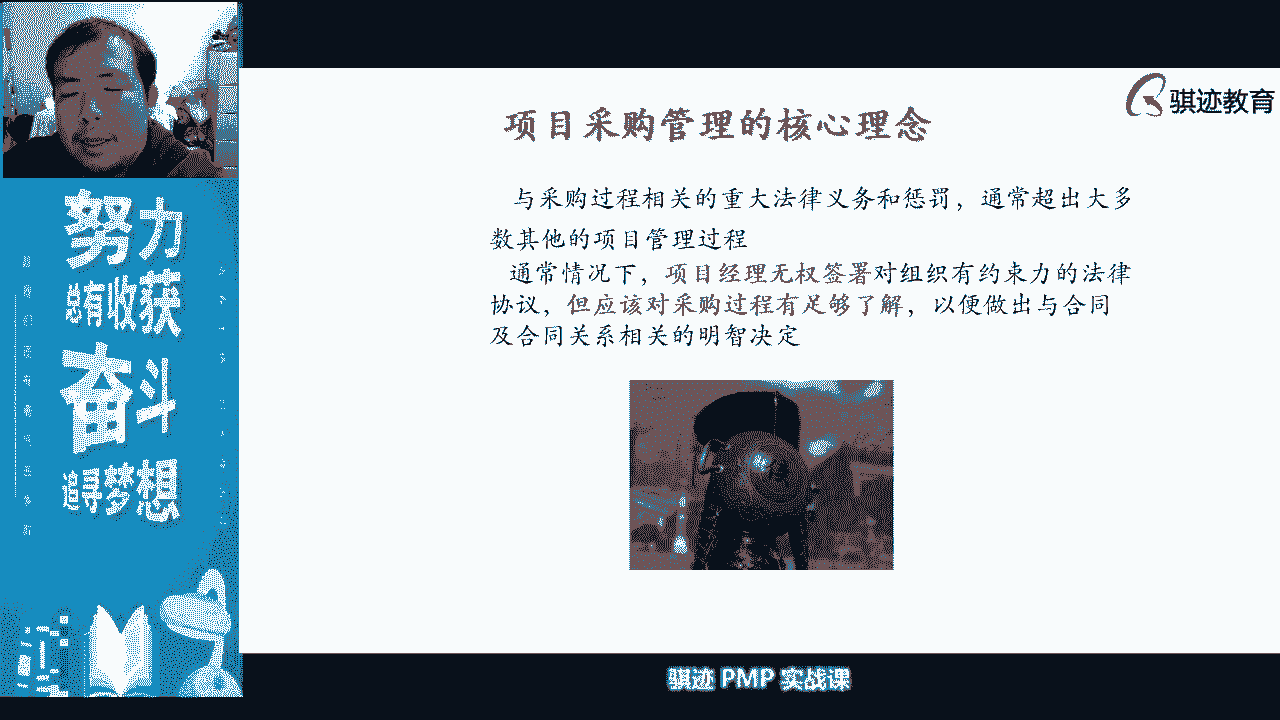 骐迹教育
项目采购管理的核心理念
与采购过程相关的重大法律义务和惩罚，通常超出大多
数其他的项目管理过程
通常情况下，项目经理无权签署对组织有约束力的法律
协议，但应该对采购过程有足够了解，以便做出与合同
及合同关系相关的明智决定
努力
总有收获
奋斗
追寻梦想
骐迹 PMP 实战课